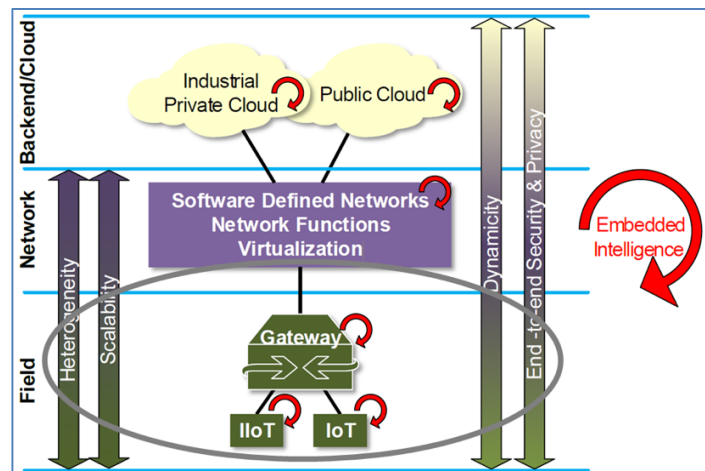 Backend/Cloud
Industrial
Private Cloud
Public Cloud
Network
Software Defined Networks
Network Functions
Virtualization
Heterogeneity
Scalability
Dynamicity
End -to-end Security & Privacy
Embedded
Intelligence
Field
Gateway
IIoT
IoT